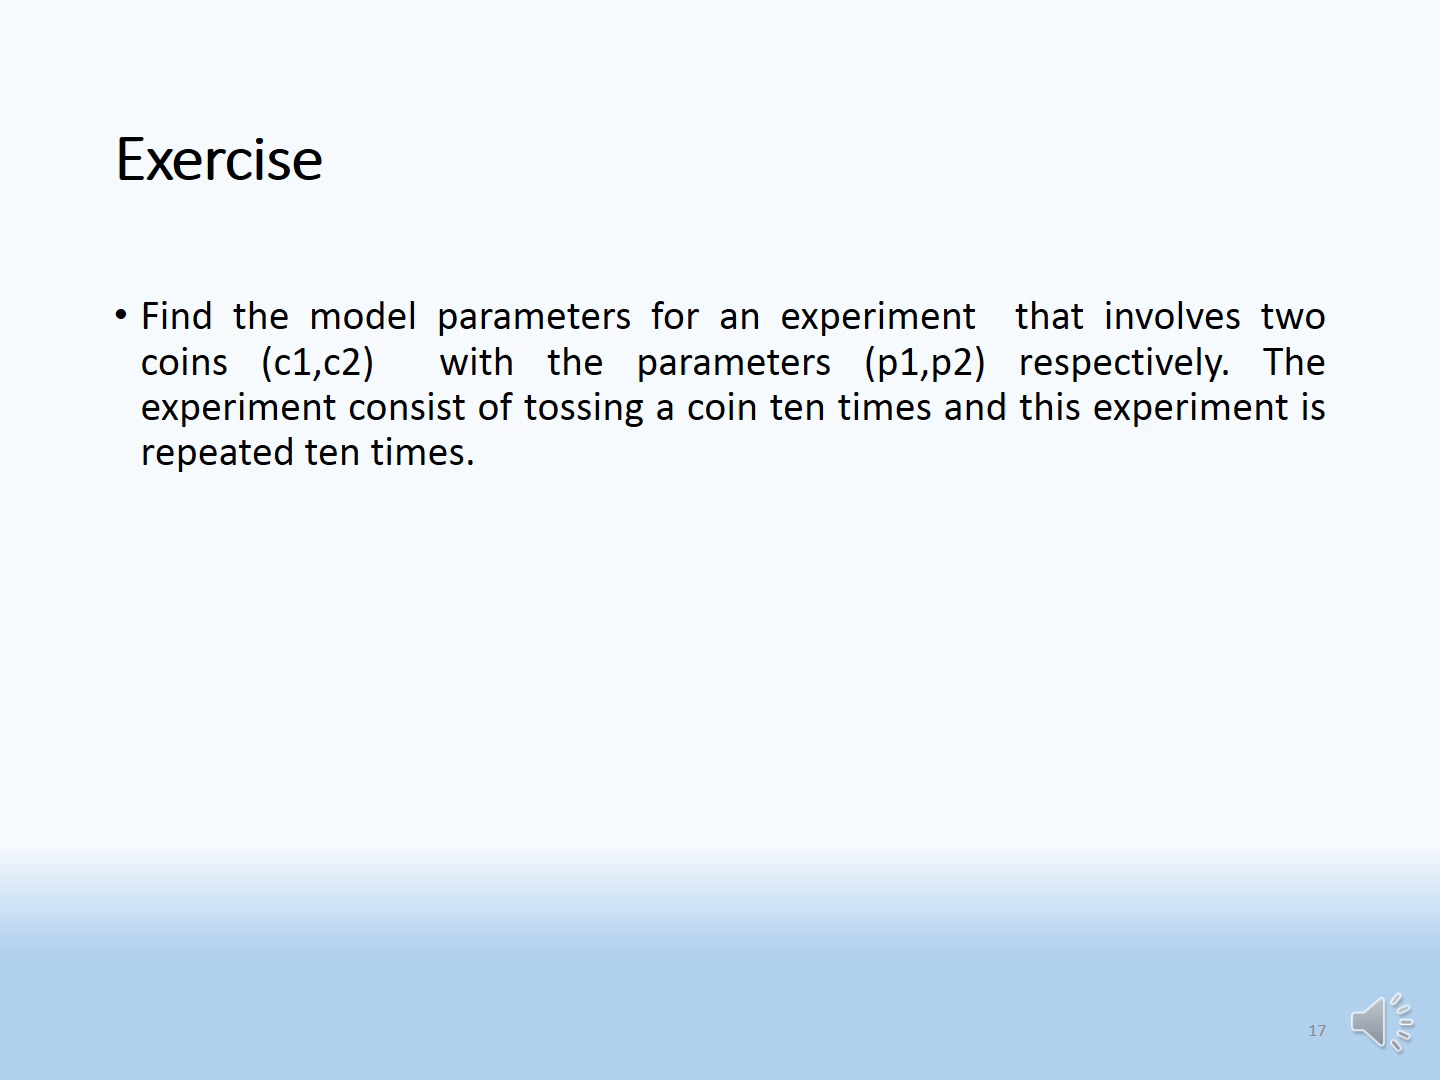 Exercise
• Find the model parameters for an experiment that involves two
coins (c1,c2) with the parameters (p1,p2) respectively. The
experiment consist of tossing a coin ten times and this experiment is
repeated ten times.
17